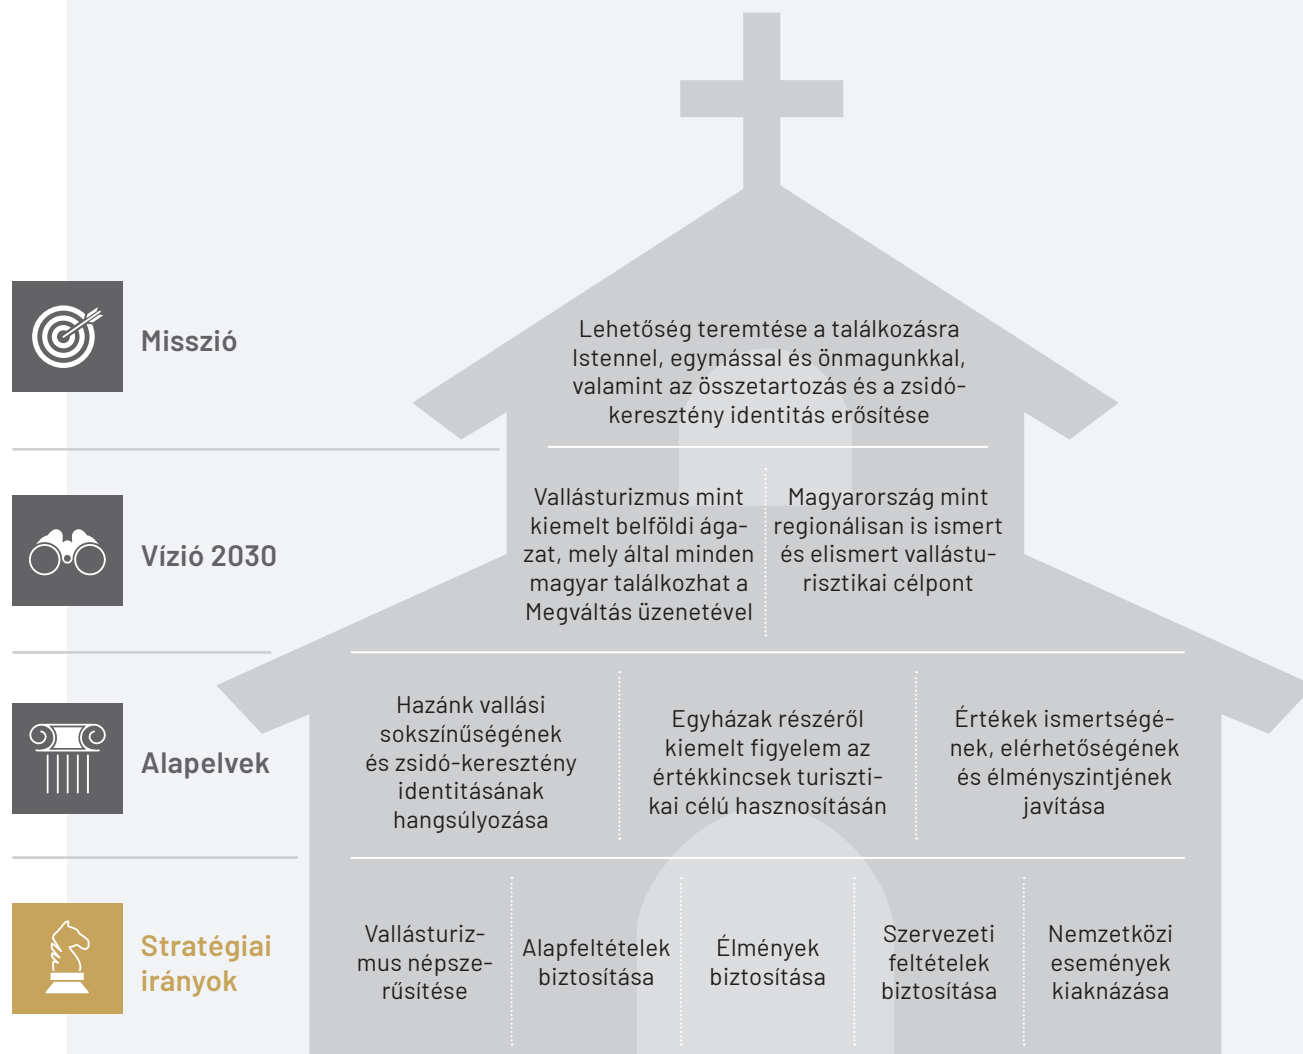 Misszió
Lehetőség teremtése a találkozásra
Istennel, egymással és önmagunkkal,
valamint az összetartozás és a zsidó-
keresztény identitás erősítése
Vízió 2030
Vallásturizmus mint
kiemelt belföldi ága-
zat, mely által minden
magyar találkozhat a
Megváltás üzenetével
Magyarország mint
regionálisan is ismert
és elismert vallástu-
risztikai célpont
Alapelvek
Hazánk vallási
sokszínűségének
és zsidó-keresztény
identitásának
hangsúlyozása
Egyházak részéről
kiemelt figyelem az
értékkincsek turiszti-
kai célú hasznosításán
Értékek ismertségé-
nek, elérhetőségének
és élményszintjének
javítása
Stratégiai
irányok
Vallásturiz-
mus népsze-
rűsítése
Alapfeltételek
biztosítása
Élmények
biztosítása
Szervezeti
feltételek
biztosítása
Nemzetközi
események
kiaknázása